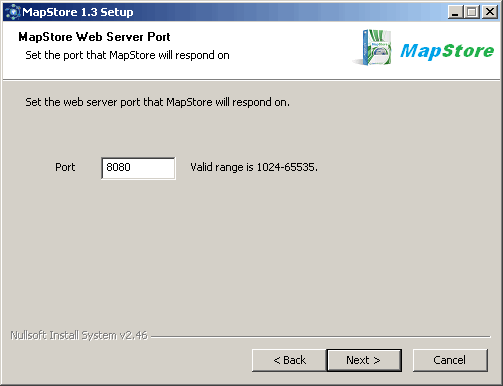 MapStore 1.3 Setup
MapStore Web Server Port
Set the port that MapStore will respond on
MapStore
Set the web server port that MapStore will respond on.
Port 8080 Valid range is 1024-65535.
Nullsoft Install System v2.46
< Back Next > Cancel